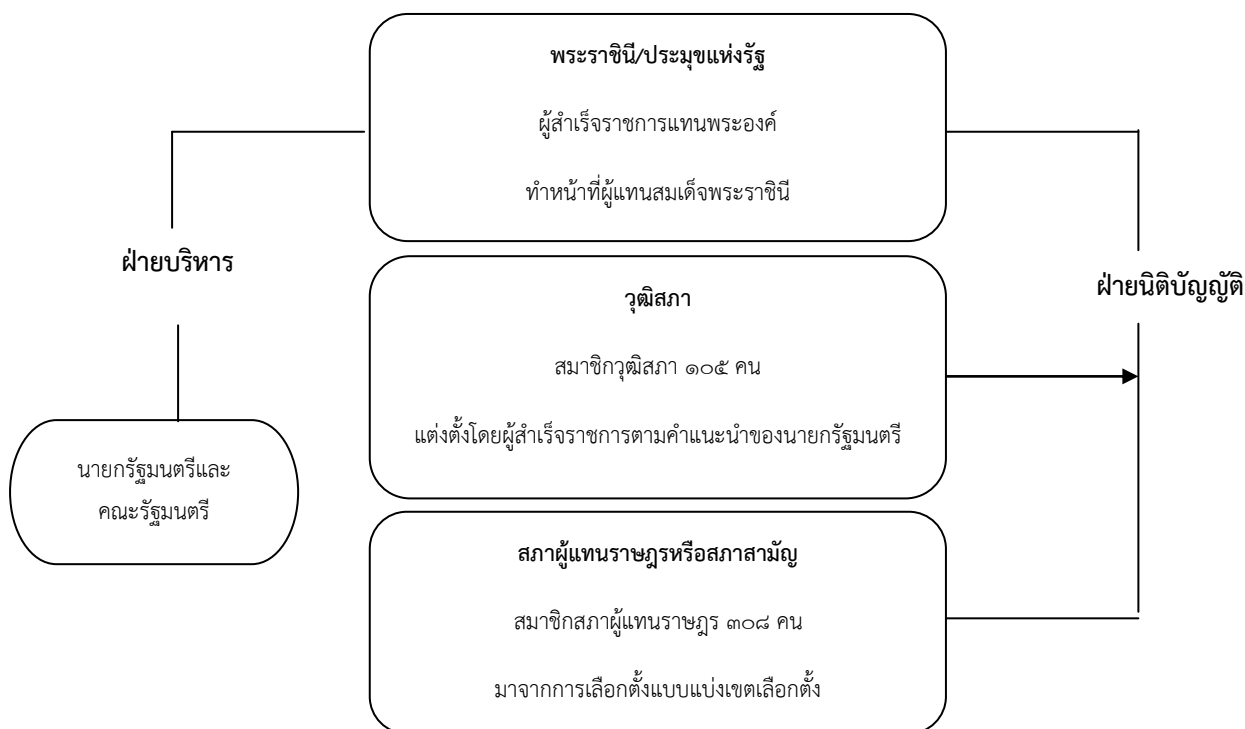 พระราชินี/ประมุขแห่งรัฐ
ผู้สำเร็จราชการแทนพระองค์
ทำหน้าที่ผู้แทนสมเด็จพระราชินี
ฝ่ายบริหาร
ฝ่ายนิติบัญญัติ
วุฒิสภา
สมาชิกวุฒิสภา ๑๐๕ คน
แต่งตั้งโดยผู้สำเร็จราชการตามคำแนะนำของนายกรัฐมนตรี
นายกรัฐมนตรีและ
คณะรัฐมนตรี
สภาผู้แทนราษฎรหรือสภาสามัญ
สมาชิกสภาผู้แทนราษฎร ๓๐๘ คน
มาจากการเลือกตั้งแบบแบ่งเขตเลือกตั้ง